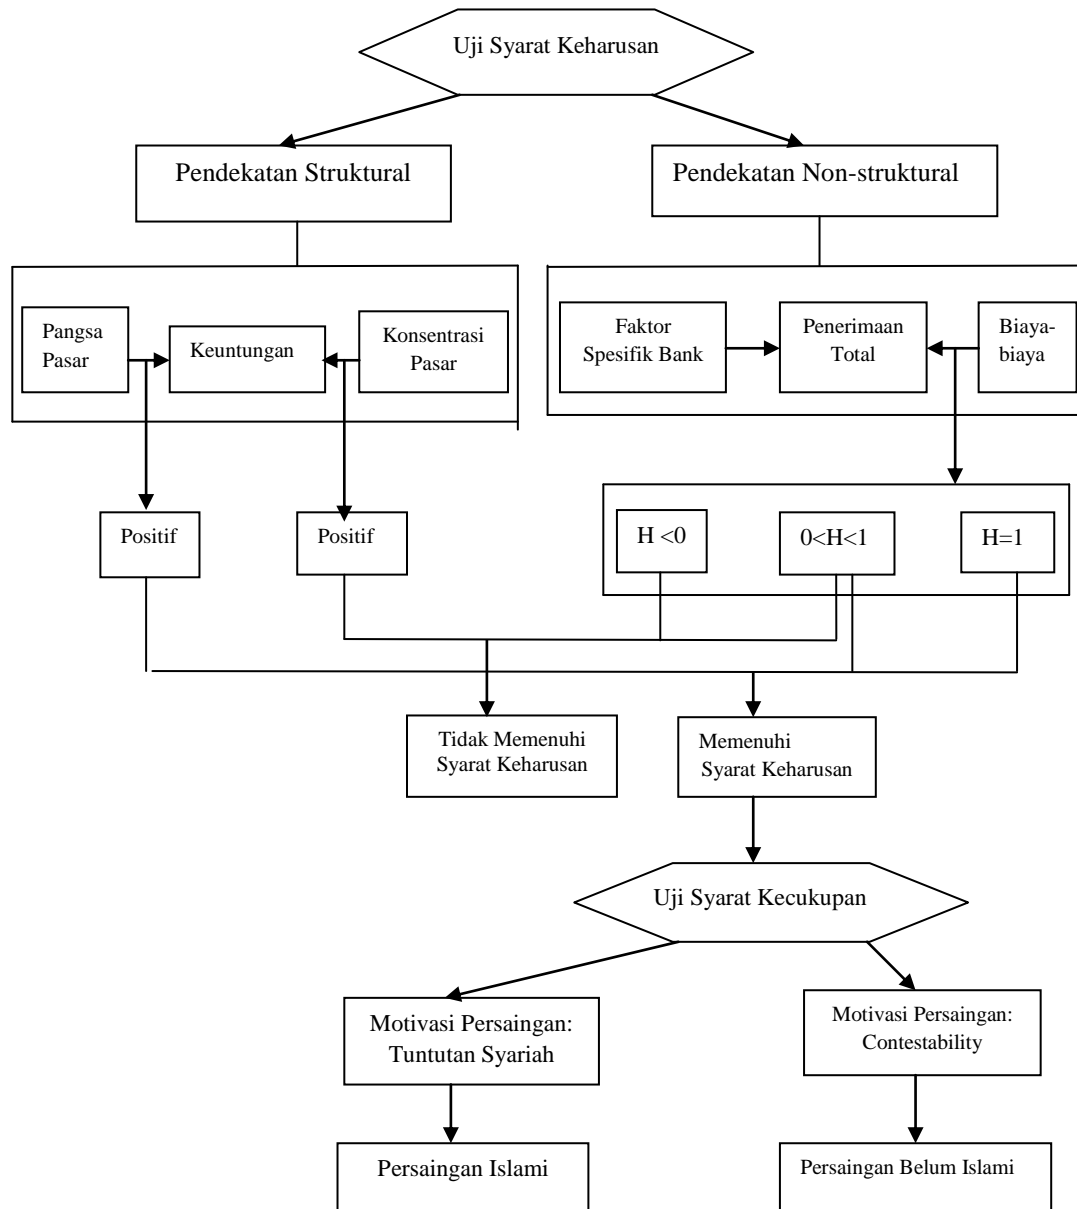 Uji Syarat Keharusan
Pendekatan Struktural
Pendekatan Non-struktural
Pangsa
Pasar
Keuntungan
Konsentrasi
Pasar
Faktor
Spesifik Bank
Penerimaan
Total
Biaya-
biaya
Positif
Positif
H <0
0<H<1
H=1
Tidak Memenuhi
Syarat Keharusan
Memenuhi
Syarat Keharusan
Uji Syarat Kecukupan
Motivasi Persaingan:
Tuntutan Syariah
Motivasi Persaingan:
Contestability
Persaingan Islami
Persaingan Belum Islami